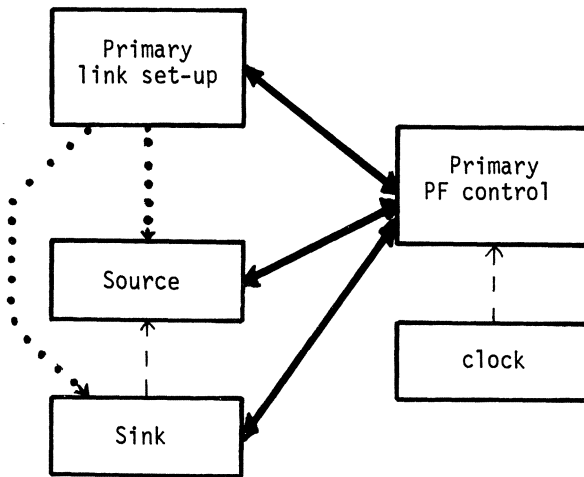 Primary
link set-up
Primary
PF control
Source
clock
Sink